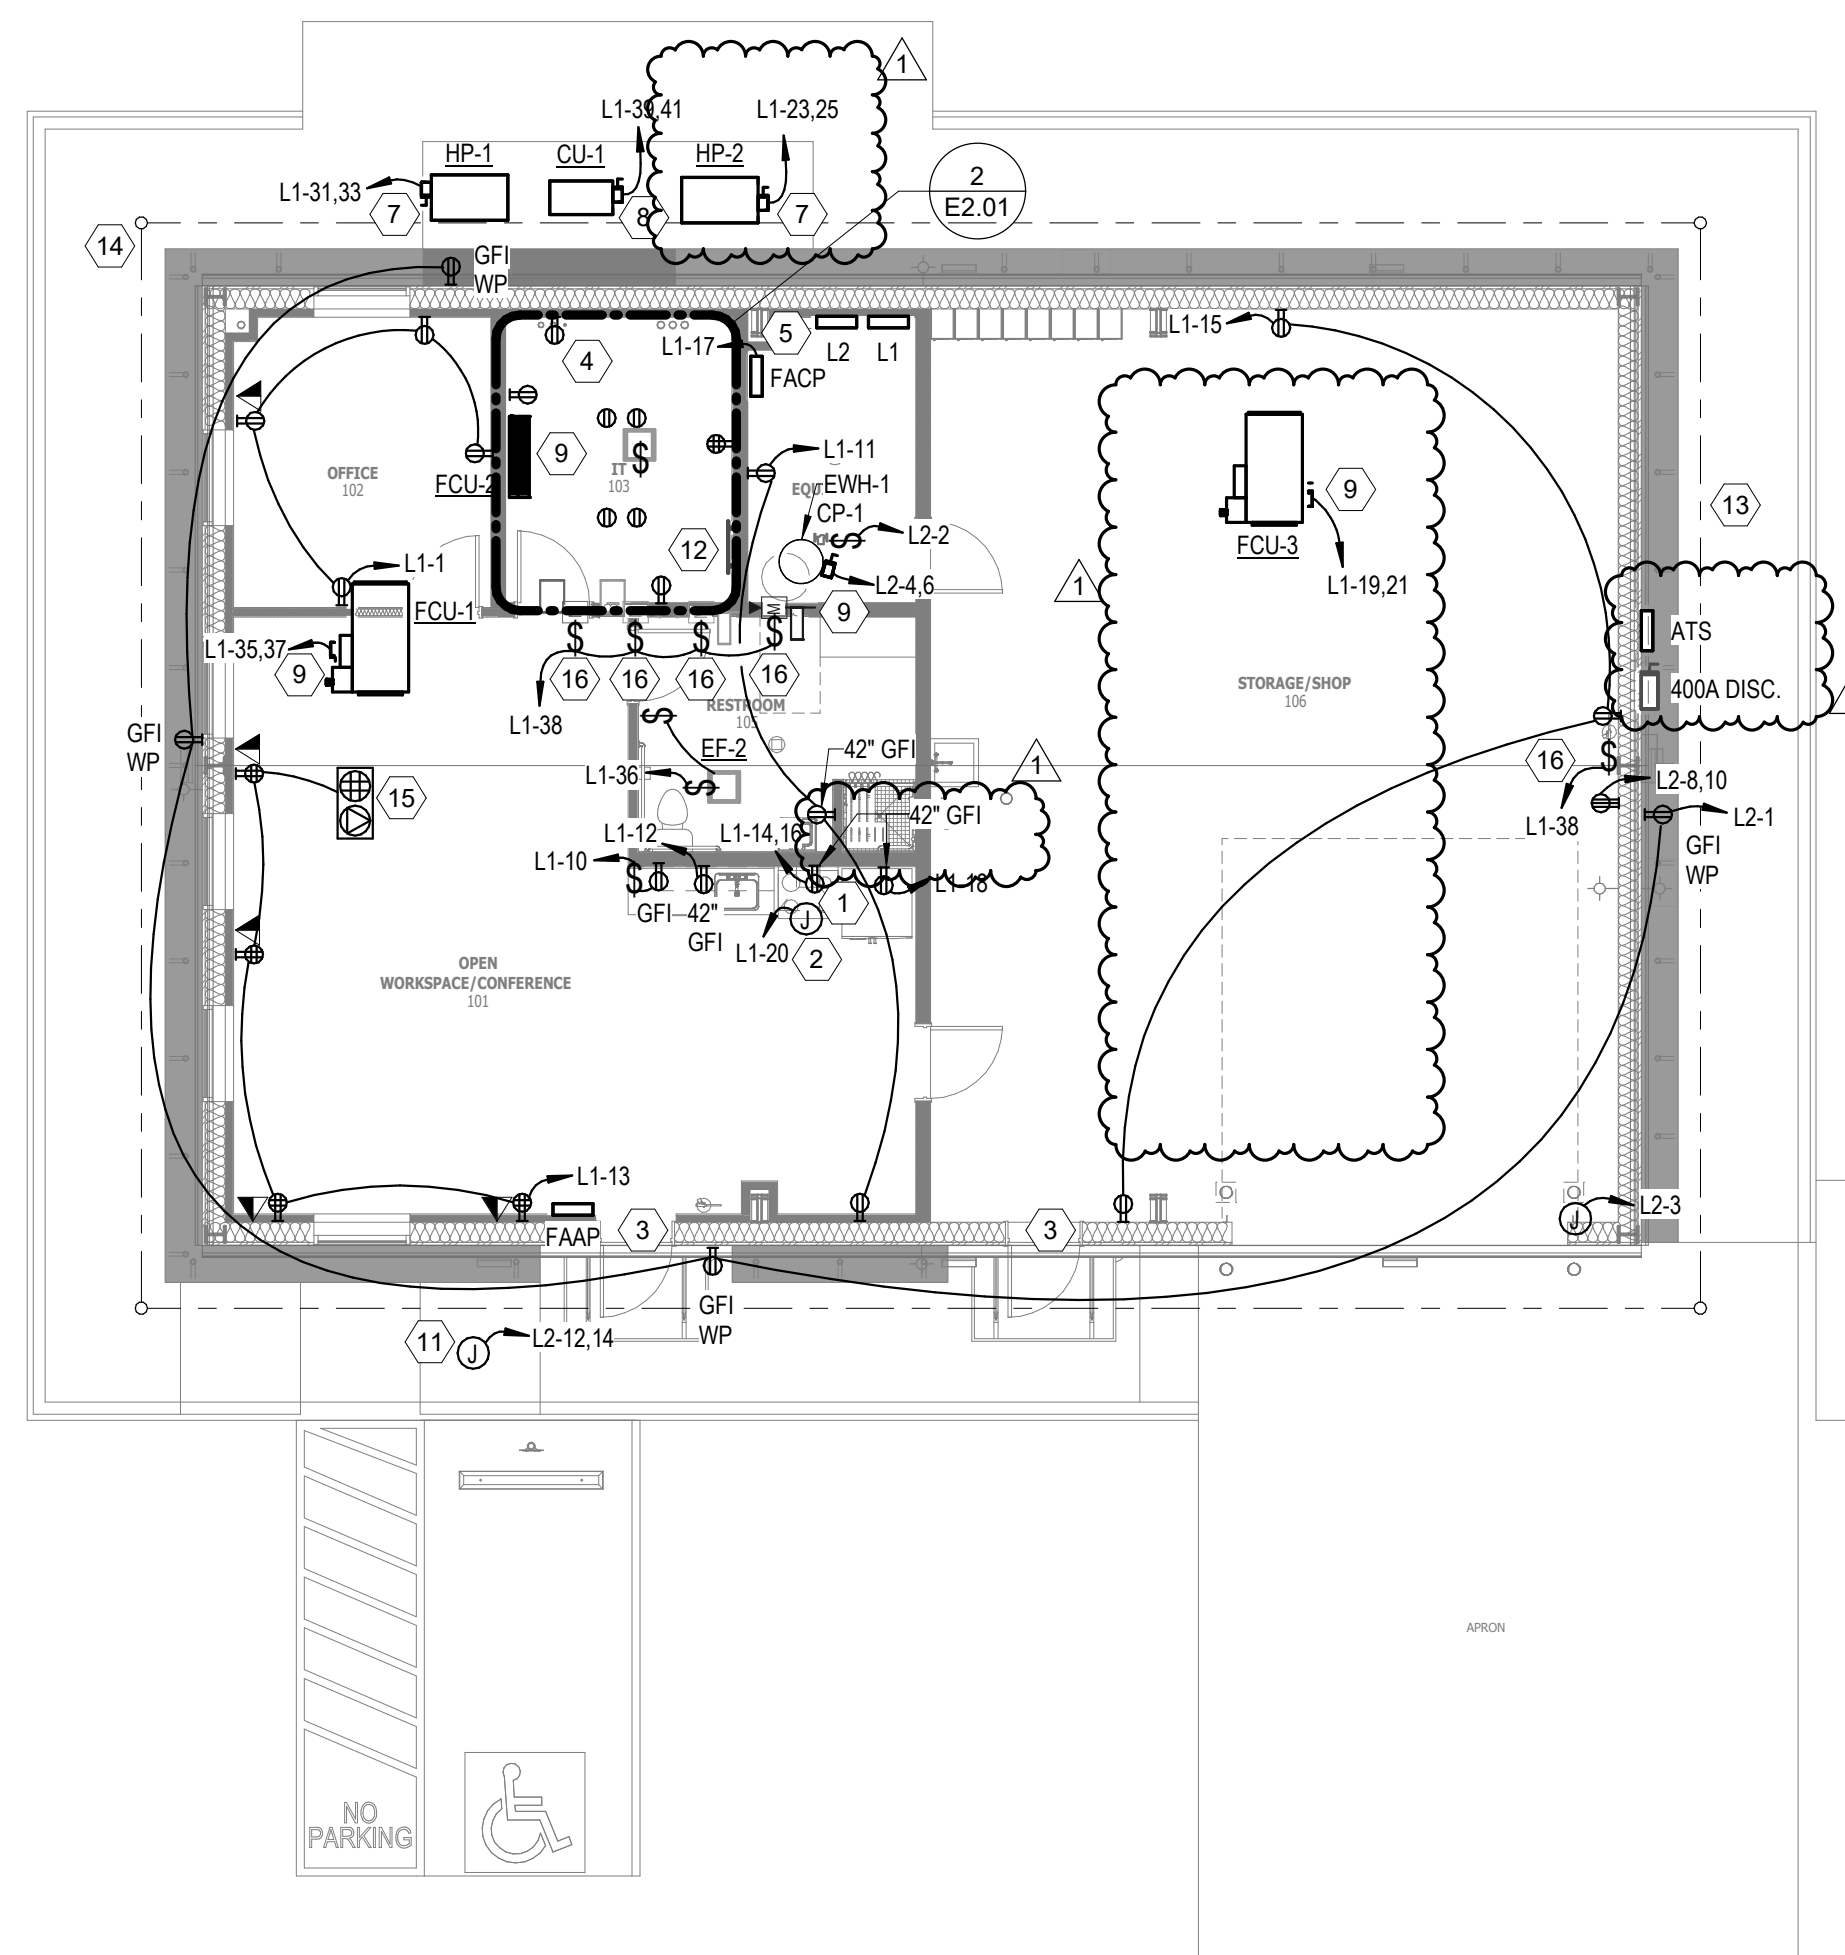 1
L1-39,41
L1-23,25
HP-1
CU-1
HP-2
2
E2.01
L1-31,33
7
8
7
14
GFI
WP
4
L1-17
5
L2
L1
L1-15
FACP
9
L1-11
OFFICE
102
FCU-2
IT
103
$
EQU
EWH-1
CP-1
$
L2-2
9
FCU-3
13
12
L1-1
L2-4,6
L1-19,21
1
FCU-1
M
9
ATS
L1-35,37
9
$
$
$
$
16
16
16
16
400A DISC.
STORAGE/SHOP
106
L1-38
RESTROOM
105
$
GFI
WP
EF-2
42" GFI
1
16
$
L1-36
$
L2-8,10
15
42" GFI
L1-12
L1-14,16
L1-38
L2-1
GFI
WP
L1-10
$
L1-18
GFI
42"
GFI
1
J
L1-20
2
OPEN
WORKSPACE/CONFERENCE
101
L1-13
J
L2-3
FAAP
3
3
GFI
WP
11
J
L2-12,14
APRON
NO
PARKING